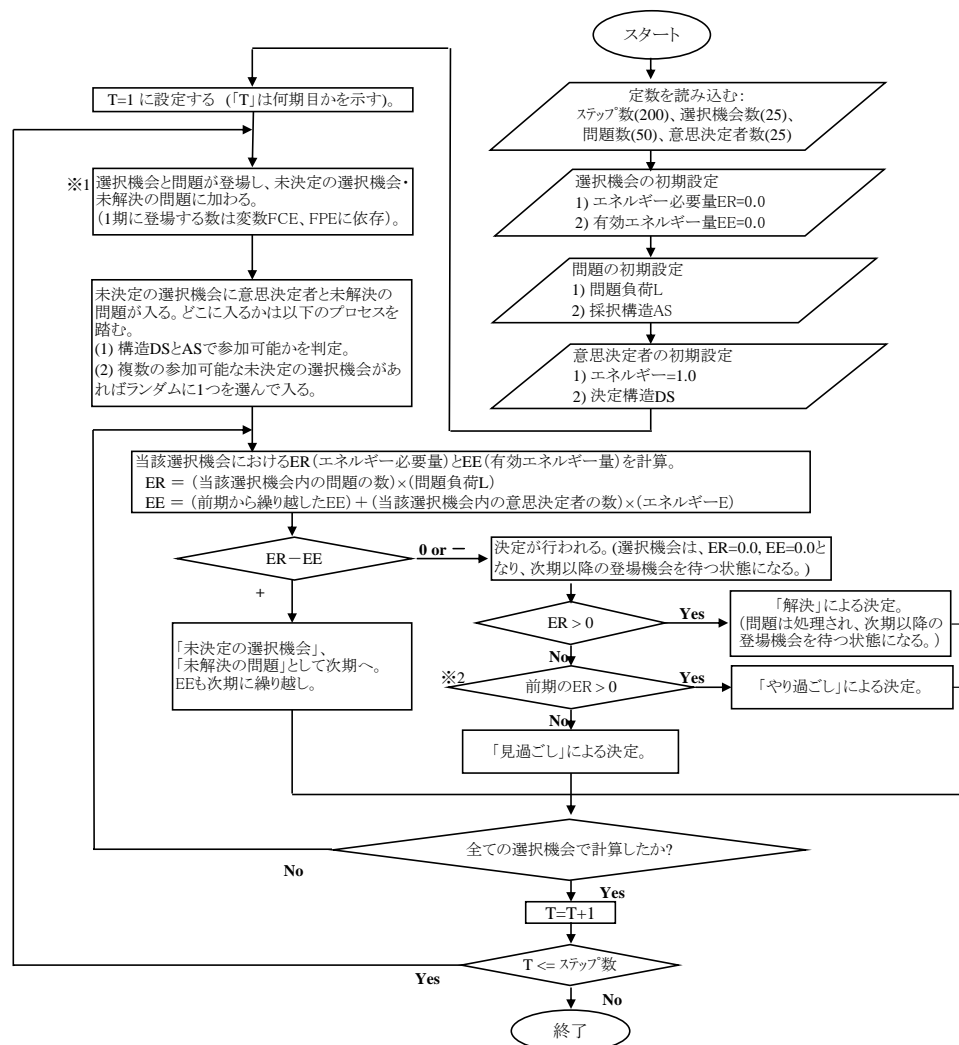 スタート
定数を読み込む:
ステップ数(200)、選択機会数(25)、
問題数(50)、意思決定者数(25)
選択機会の初期設定
1) エネルギー必要量ER=0.0
2) 有効エネルギー量EE=0.0
問題の初期設定
1) 問題負荷L
2) 採択構造AS
意思決定者の初期設定
1) エネルギー=1.0
2) 決定構造DS
T=1 に設定する (「T」は何期目かを示す)。
※1
選択機会と問題が登場し、未決定の選択機会・
未解決の問題に加わる。
(1期に登場する数は変数FCE、FPEに依存)。
未決定の選択機会に意思決定者と未解決の
問題が入る。どこに入るかは以下のプロセスを
踏む。
(1) 構造DSとASで参加可能かを判定。
(2) 複数の参加可能な未決定の選択機会があ
ればランダムに1つを選んで入る。
当該選択機会におけるER(エネルギー必要量)とEE(有効エネルギー量)を計算。
ER = (当該選択機会内の問題の数)×(問題負荷L)
EE = (前期から繰り越したEE)+(当該選択機会内の意思決定者の数)×(エネルギーE)
ER-EE
0 or -
+
決定が行われる。(選択機会は、ER=0.0, EE=0.0と
なり、次期以降の登場機会を待つ状態になる。)
「未決定の選択機会」、
「未解決の問題」として次期へ。
EEも次期に繰り越し。
ER > 0
Yes
「解決」による決定。
(問題は処理され、次期以降の
登場機会を待つ状態になる。)
No
※2
前期のER > 0
Yes
「やり過ごし」による決定。
No
「見過ごし」による決定。
全ての選択機会で計算したか?
No
Yes
T=T+1
T <= ステップ数
Yes
No
終了